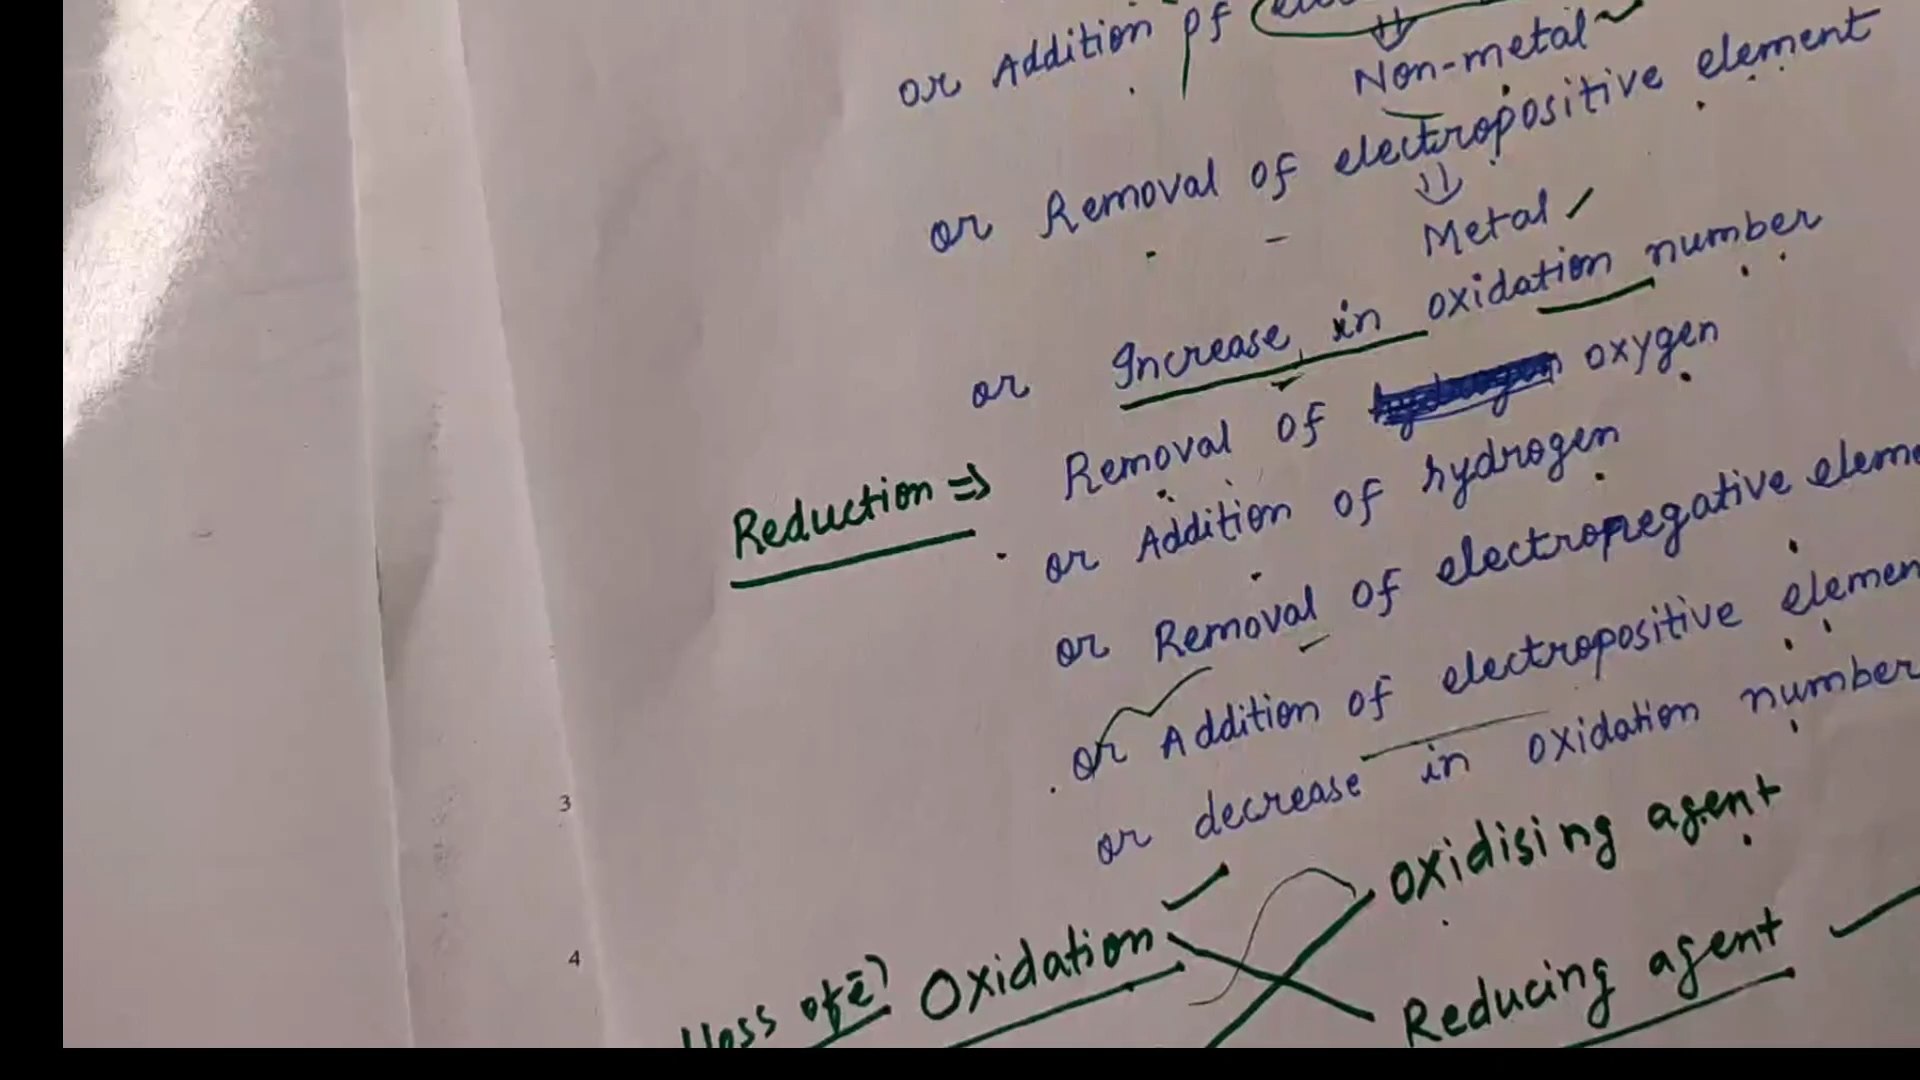 or Addition of
Non-metal
or Removal of electropositive element
Metal
or Increase in oxidation number
Reduction => Removal of oxygen
or Addition of hydrogen
or Removal of electronegative
or Addition of electropositive
or decrease in oxidation number
oxidising agent
loss of e Oxidation
Reducing agent
3
4